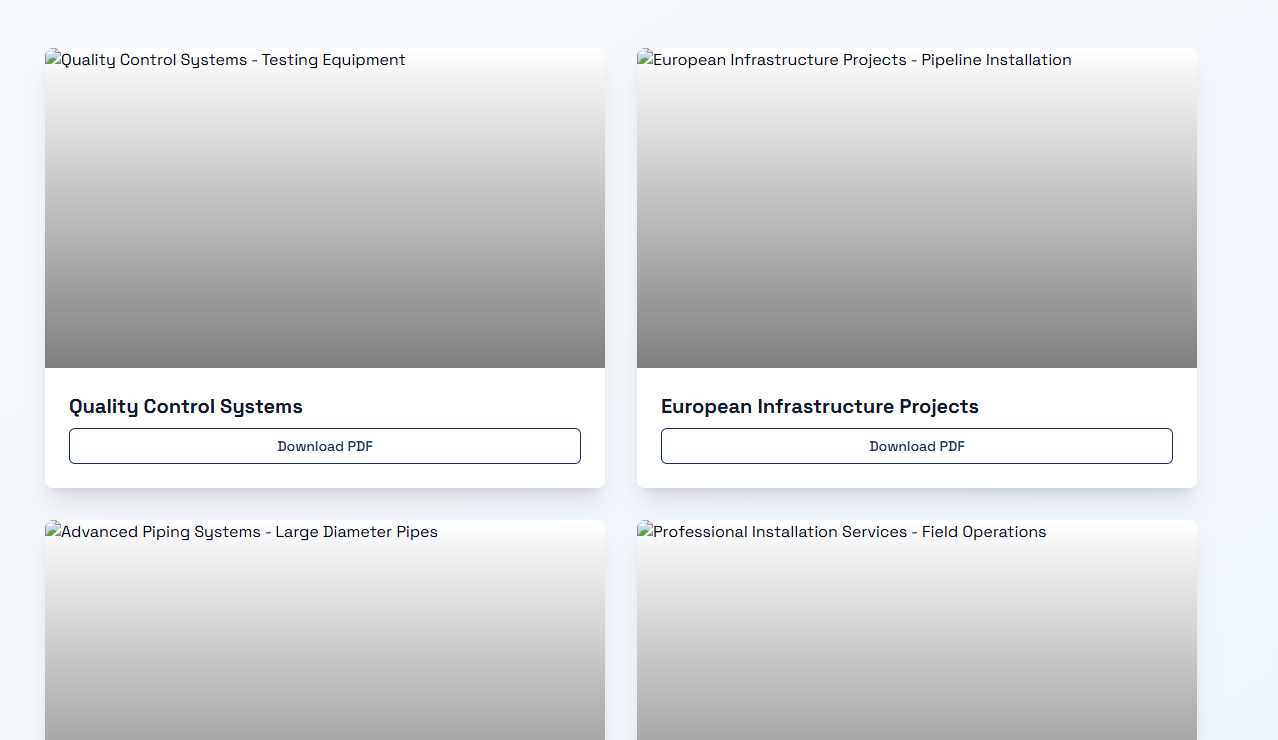 Quality Control Systems - Testing Equipment
European Infrastructure Projects - Pipeline Installation
Quality Control Systems
European Infrastructure Projects
Download PDF
Download PDF
Advanced Piping Systems - Large Diameter Pipes
Professional Installation Services - Field Operations